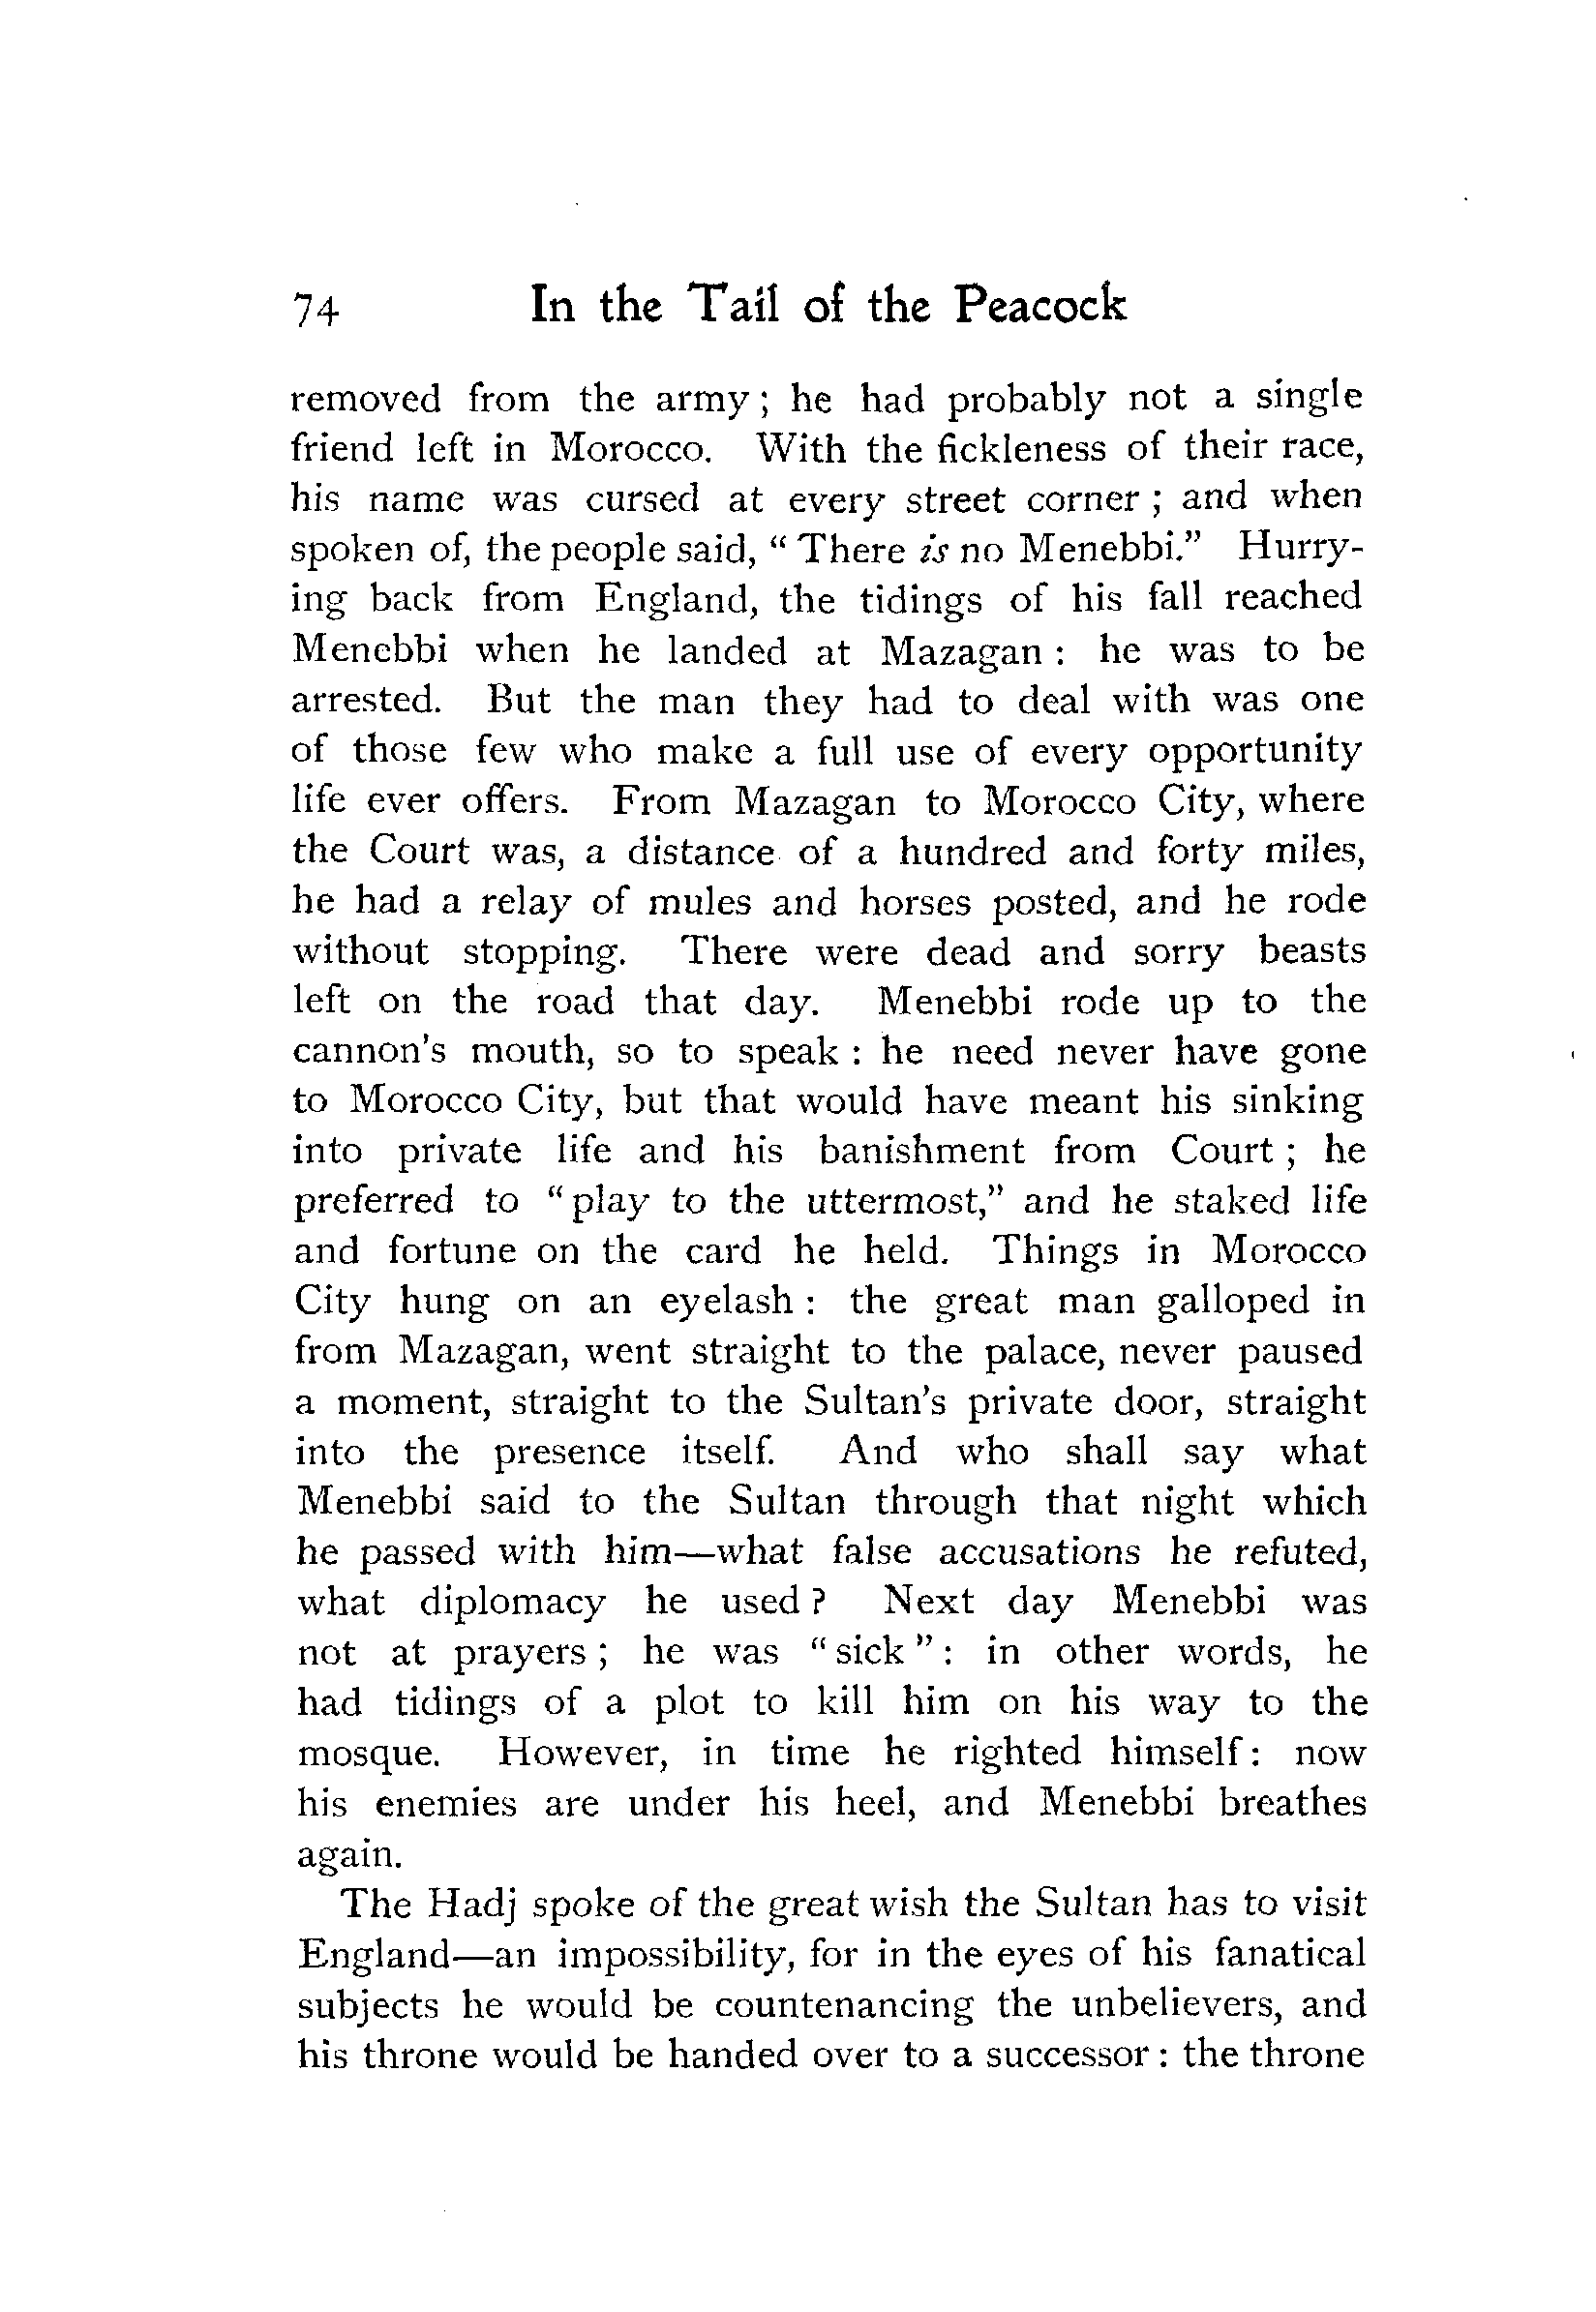 74 In the Tail of the Peacock
removed from the army; he had probably not a single
friend left in Morocco. With the fickleness of their race,
his name was cursed at every street corner; and when
spoken of, the people said, “There is no Menebbi.” Hurry-
ing back from England, the tidings of his fall reached
Menebbi when he landed at Mazagan: he was to be
arrested. But the man they had to deal with was one
of those few who make a full use of every opportunity
life ever offers. From Mazagan to Morocco City, where
the Court was, a distance of a hundred and forty miles,
he had a relay of mules and horses posted, and he rode
without stopping. There were dead and sorry beasts
left on the road that day. Menebbi rode up to the
cannon's mouth, so to speak: he need never have gone
to Morocco City, but that would have meant his sinking
into private life and his banishment from Court; he
preferred to “play to the uttermost,” and he staked life
and fortune on the card he held. Things in Morocco
City hung on an eyelash: the great man galloped in
from Mazagan, went straight to the palace, never paused
a moment, straight to the Sultan's private door, straight
into the presence itself. And who shall say what
Menebbi said to the Sultan through that night which
he passed with him—what false accusations he refuted,
what diplomacy he used? Next day Menebbi was
not at prayers; he was “sick”: in other words, he
had tidings of a plot to kill him on his way to the
mosque. However, in time he righted himself: now
his enemies are under his heel, and Menebbi breathes
again.
The Hadj spoke of the great wish the Sultan has to visit
England—an impossibility, for in the eyes of his fanatical
subjects he would be countenancing the unbelievers, and
his throne would be handed over to a successor: the throne